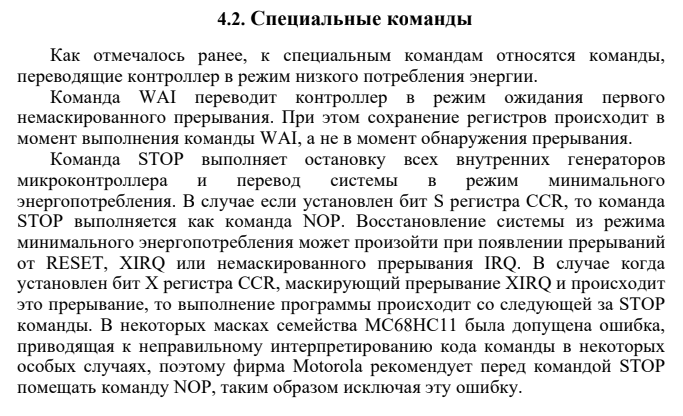 4.2. Специальные команды
Как отмечалось ранее, к специальным командам относятся команды,
переводящие контроллер в режим низкого потребления энергии.
Команда WAI переводит контроллер в режим ожидания первого
немаскированного прерывания. При этом сохранение регистров происходит в
момент выполнения команды WAI, а не в момент обнаружения прерывания.
Команда STOP выполняет остановку всех внутренних генераторов
микроконтроллера и перевод системы в режим минимального
энергопотребления. В случае если установлен бит S регистра CCR, то команда
STOP выполняется как команда NOP. Восстановление системы из режима
минимального энергопотребления может произойти при появлении прерываний
от RESET, XIRQ или немаскированного прерывания IRQ. В случае когда
установлен бит X регистра CCR, маскирующий прерывание XIRQ и происходит
это прерывание, то выполнение программы происходит со следующей за STOP
команды. В некоторых масках семейства MC68HC11 была допущена ошибка,
приводящая к неправильному интерпретированию кода команды в некоторых
особых случаях, поэтому фирма Motorola рекомендует перед командой STOP
помещать команду NOP, таким образом исключая эту ошибку.